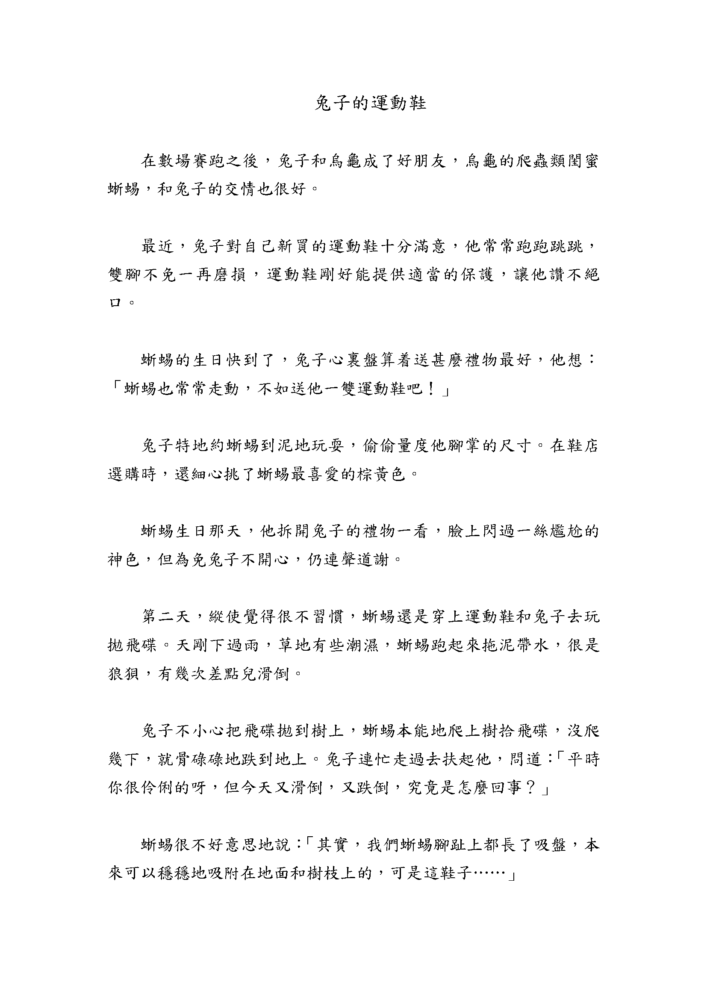 兔子的運動鞋
在數場賽跑之後，兔子和烏龜成了好朋友，烏龜的爬蟲類閨蜜
蜥蜴，和兔子的交情也很好。
最近，兔子對自己新買的運動鞋十分滿意，他常常跑跑跳跳，
雙腳不免一再磨損，運動鞋剛好能提供適當的保護，讓他讚不絕
口。
蜥蜴的生日快到了，兔子心裏盤算着送甚麼禮物最好，他想：
「蜥蜴也常常走動，不如送他一雙運動鞋吧！」
兔子特地約蜥蜴到泥地玩耍，偷偷量度他腳掌的尺寸。在鞋店
選購時，還細心挑了蜥蜴最喜愛的棕黃色。
蜥蜴生日那天，他拆開兔子的禮物一看，臉上閃過一絲尷尬的
神色，但為免兔子不開心，仍連聲道謝。
第二天，縱使覺得很不習慣，蜥蜴還是穿上運動鞋和兔子去玩
拋飛碟。天剛下過雨，草地有些潮濕，蜥蜴跑起來拖泥帶水，很是
狼狽，有幾次差點兒滑倒。
兔子不小心把飛碟拋到樹上，蜥蜴本能地爬上樹拾飛碟，沒爬
幾下，就骨碌碌地跌到地上。兔子連忙走過去扶起他，問道：「平時
你很伶俐的呀，但今天又滑倒，又跌倒，究竟是怎麼回事？」
蜥蜴很不好意思地說：「其實，我們蜥蜴腳趾上都長了吸盤，本
來可以穩穩地吸附在地面和樹枝上的，可是這鞋子……」